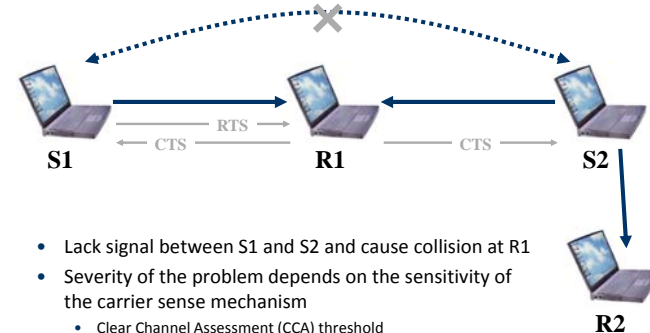 RTS
CTS
CTS
S1
R1
S2
• Lack signal between S1 and S2 and cause collision at R1
• Severity of the problem depends on the sensitivity of
the carrier sense mechanism
• Clear Channel Assessment (CCA) threshold
R2